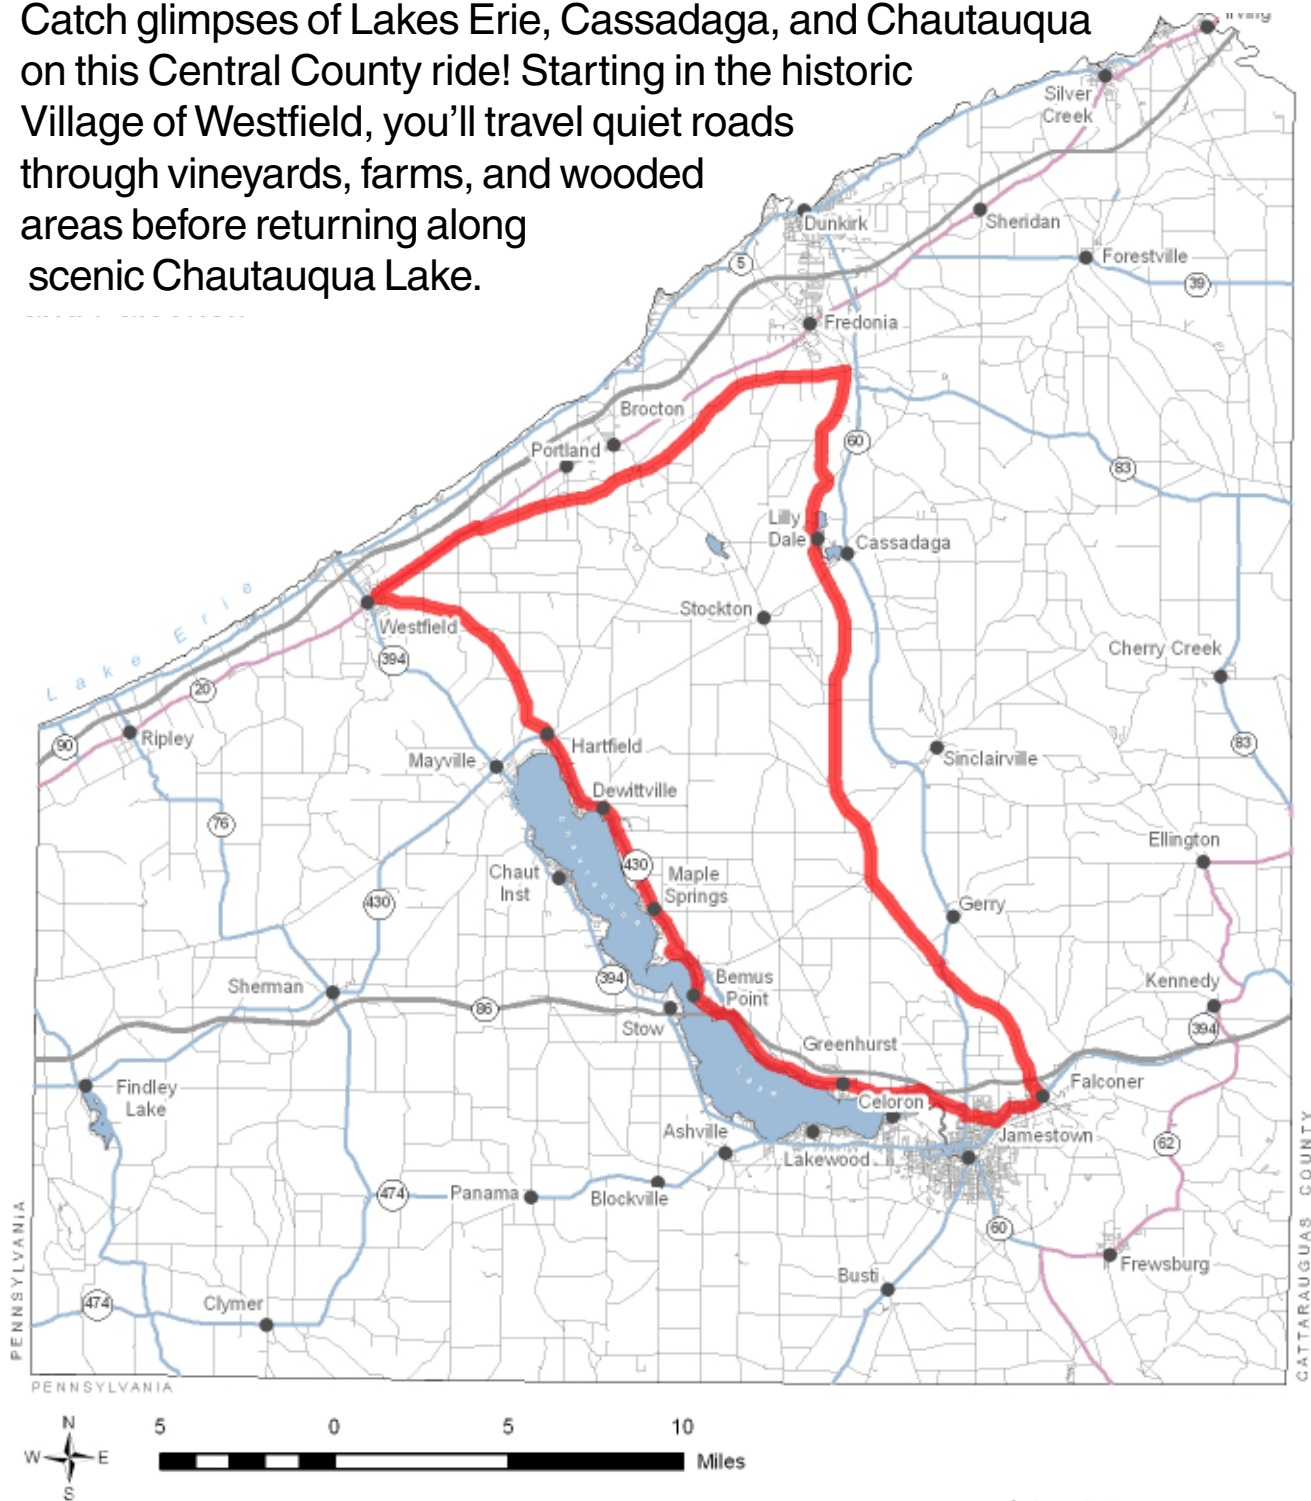 Catch glimpses of Lakes Erie, Cassadaga, and Chautauqua
on this Central County ride! Starting in the historic
Village of Westfield, you’ll travel quiet roads
through vineyards, farms, and wooded
areas before returning along
scenic Chautauqua Lake.
Silver
Creek
Dunkirk
Sheridan
5
Forestville
39
Fredonia
Brocton
60
Portland
83
Lilly
Dale
Cassadaga
Lake Erie
Stockton
Westfield
394
Cherry Creek
20
90
Ripley
Hartfield
83
Mayville
Sinclairville
Dewittville
76
Ellington
430
Chaut
Inst
Maple
Springs
430
Gerry
394
Bemus
Point
Kennedy
Sherman
86
Stow
394
Greenhurst
Findley
Lake
Falconer
Lake
Celoron
Ashville
Jamestown
62
Lakewood
474
Panama
Blockville
60
Frewsburg
Busti
474
Clymer
PENNSYLVANIA
PENNSYLVANIA
CATTARAUGUS COUNTY
N
W E
S
5 0 5 10
Miles